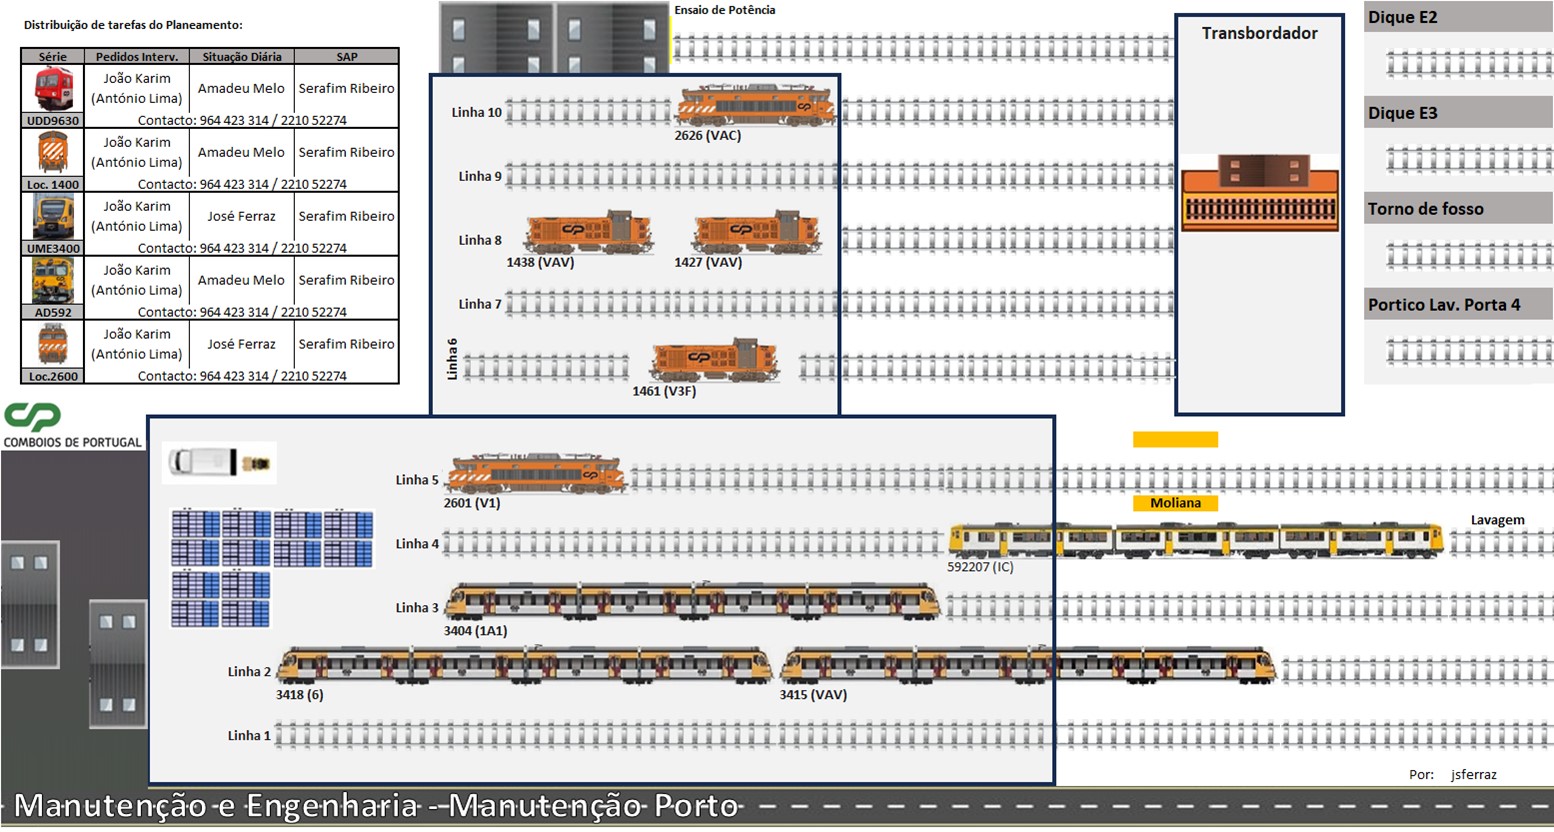 Distribuição de tarefas do Planeamento:
Série Pedidos Interv. Situação Diária SAP
João Karim
(António Lima) Amadeu Melo Serafim Ribeiro
UDD9630 Contacto: 964 423 314 / 2210 52274
João Karim
(António Lima) Amadeu Melo Serafim Ribeiro
Loc. 1400 Contacto: 964 423 314 / 2210 52274
João Karim
(António Lima) José Ferraz Serafim Ribeiro
UME3400 Contacto: 964 423 314 / 2210 52274
João Karim
(António Lima) Amadeu Melo Serafim Ribeiro
AD592 Contacto: 964 423 314 / 2210 52274
João Karim
(António Lima) José Ferraz Serafim Ribeiro
Loc.2600 Contacto: 964 423 314 / 2210 52274
CP
COMBOIOS DE PORTUGAL
Ensaio de Potência
Linha 10
2626 (VAC)
Linha 9
Linha 8
1438 (VAV) 1427 (VAV)
Linha 7
Linha 6
1461 (V3F)
Transbordador
Dique E2
Dique E3
Torno de fosso
Portico Lav. Porta 4
Linha 5
2601 (V1)
Moliana
Linha 4
592207 (IC)
Lavagem
Linha 3
3404 (1A1)
Linha 2
3418 (6) 3415 (VAV)
Linha 1
Por: jsferraz
Manutenção e Engenharia - Manutenção Porto